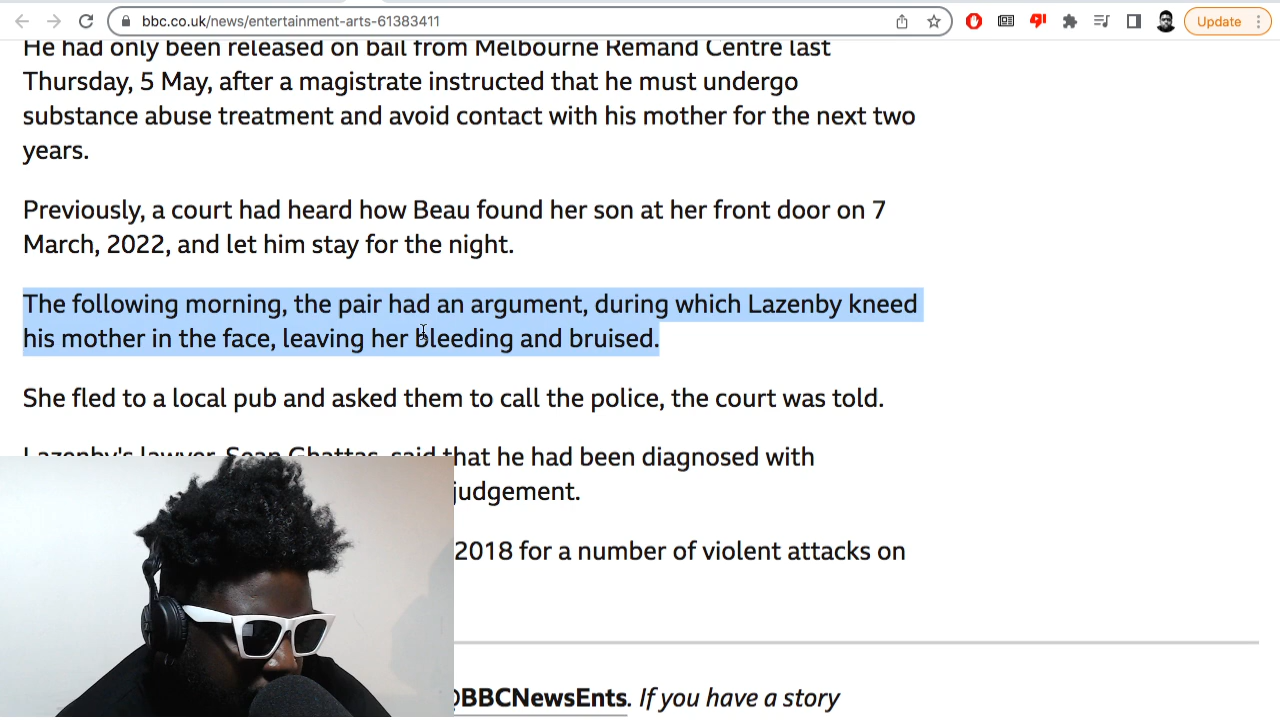 bbc.co.uk/news/entertainment-arts-61383411
Update
He had only been released on bail from Melbourne Remand Centre last
Thursday, 5 May, after a magistrate instructed that he must undergo
substance abuse treatment and avoid contact with his mother for the next two
years.
Previously, a court had heard how Beau found her son at her front door on 7
March, 2022, and let him stay for the night.
The following morning, the pair had an argument, during which Lazenby kneed
his mother in the face, leaving her bleeding and bruised.
She fled to a local pub and asked them to call the police, the court was told.
Lazenby's lawyer, Sean Ghattas, said that he had been diagnosed with
judgement.
2018 for a number of violent attacks on
@BBCNewsEnts. If you have a story